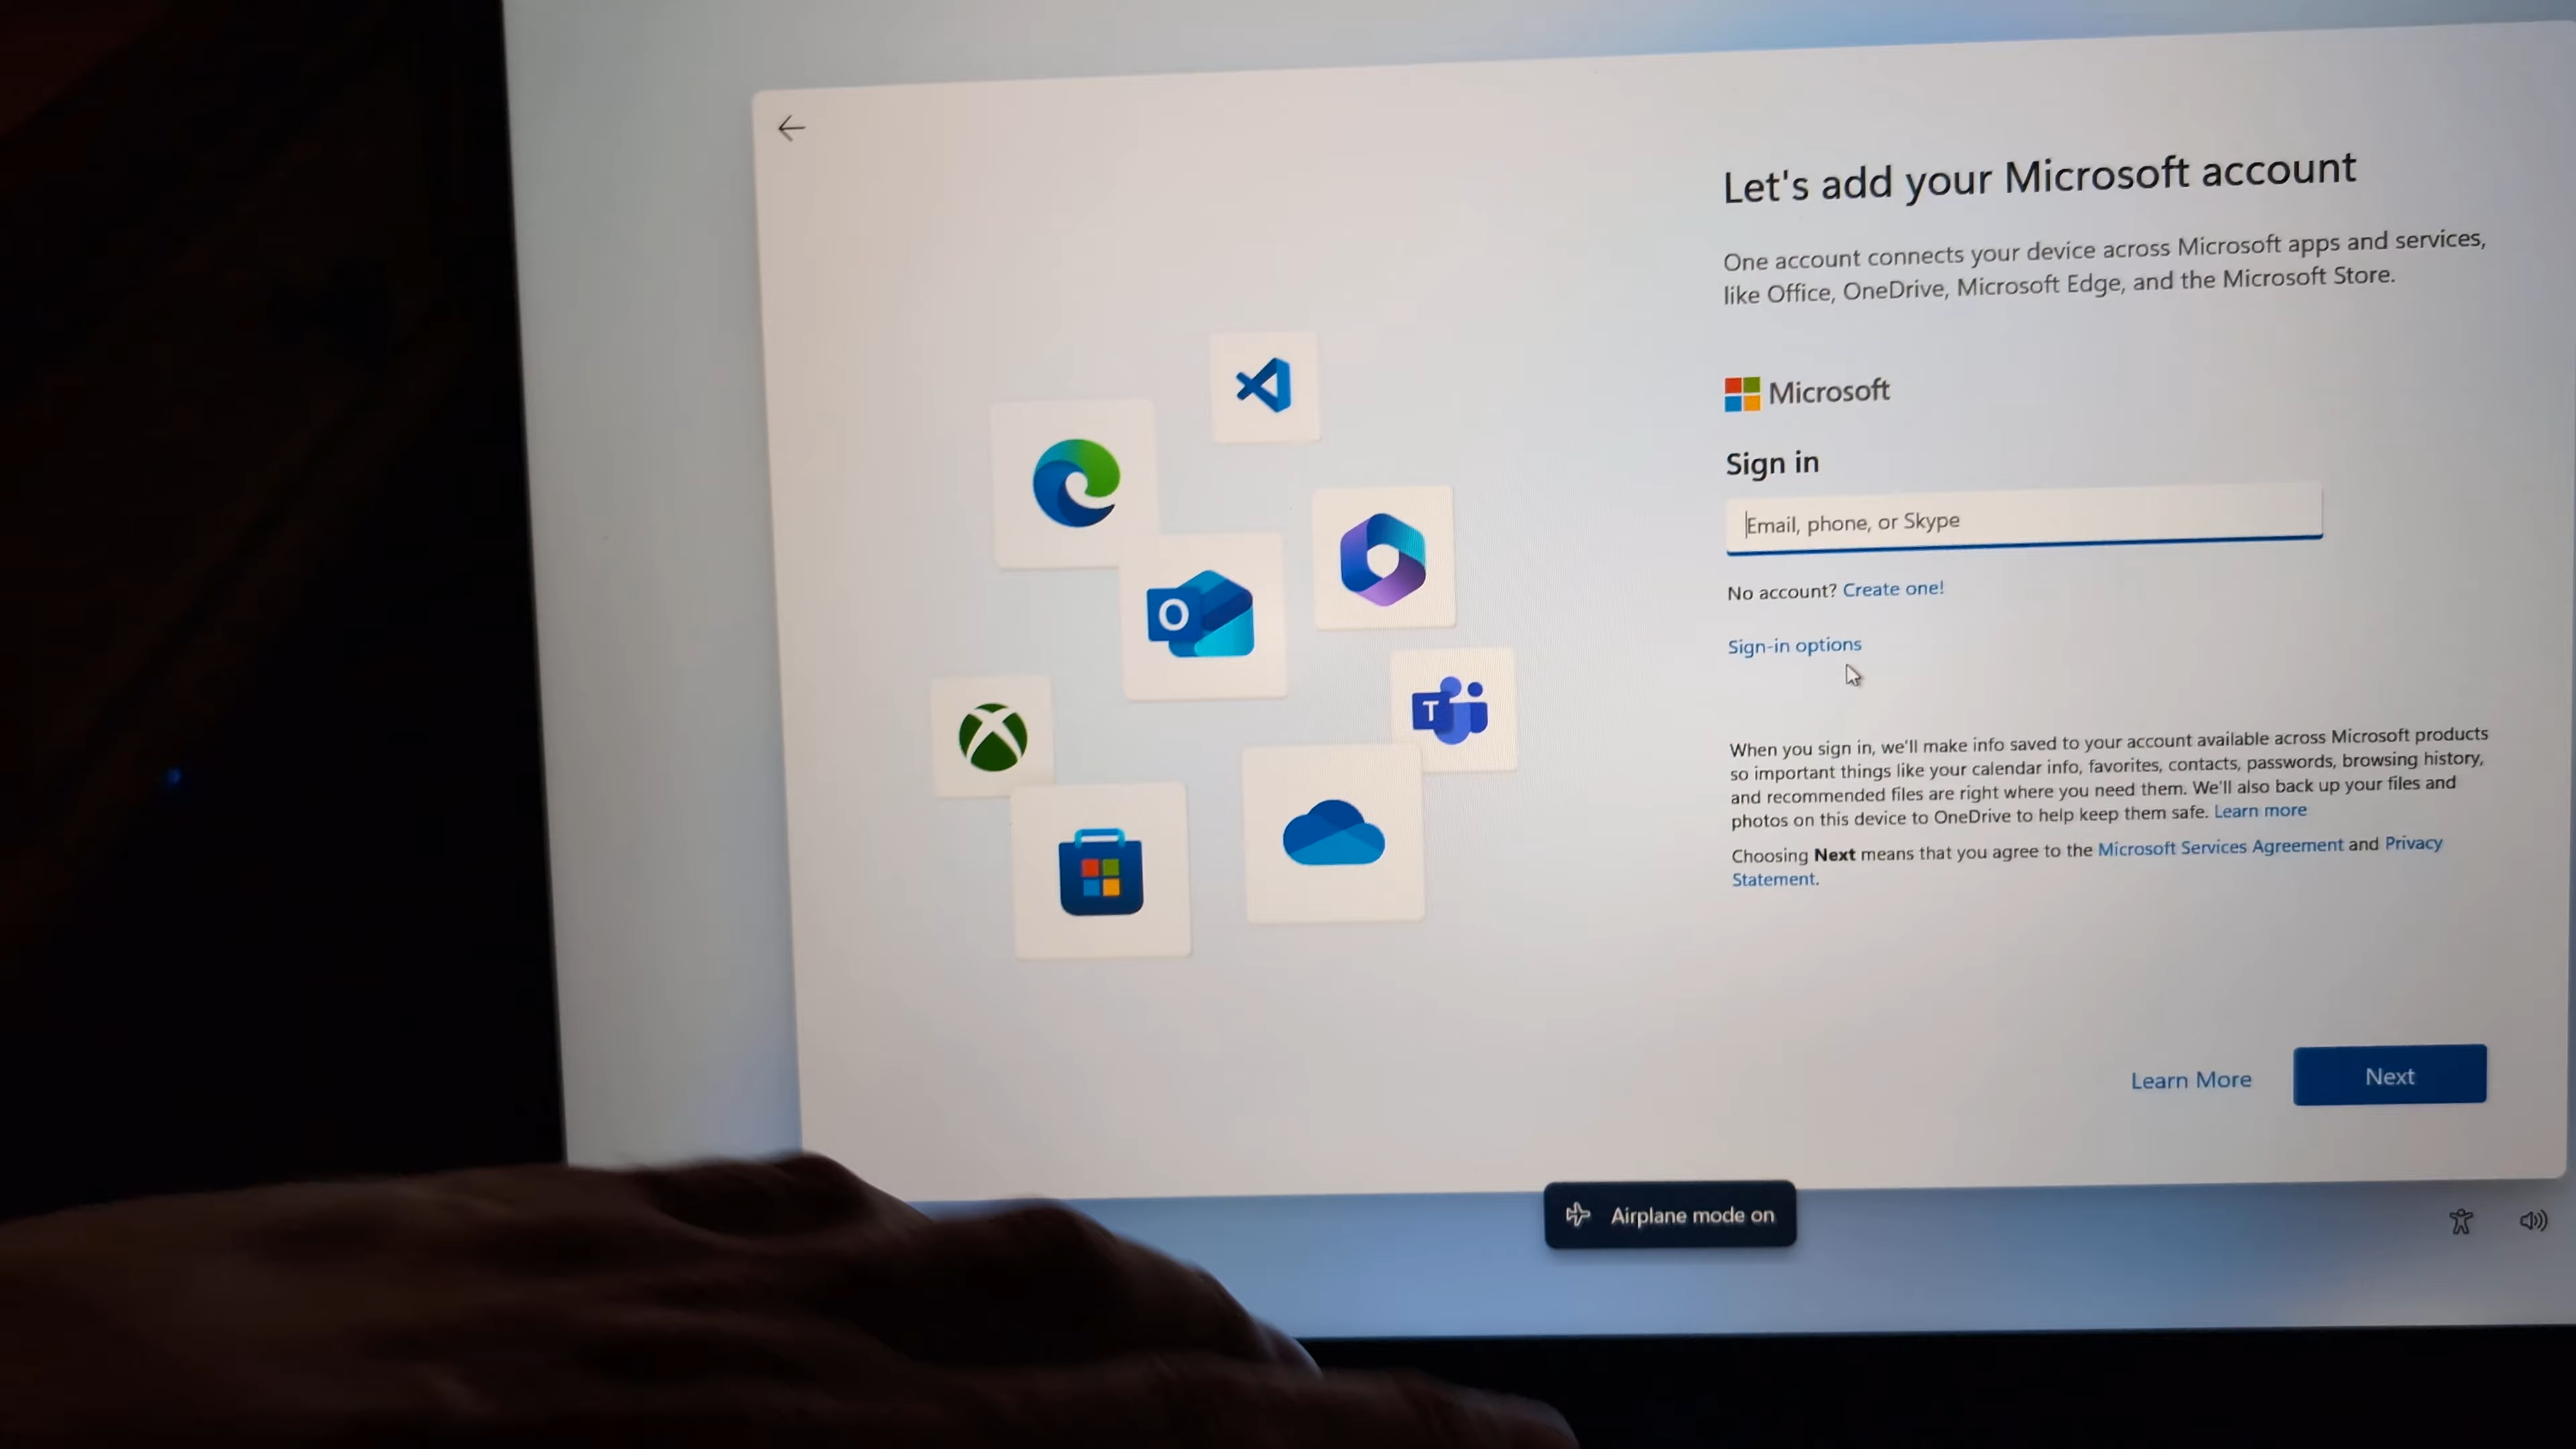 Let's add your Microsoft account
One account connects your device across Microsoft apps and services,
like Office, OneDrive, Microsoft Edge, and the Microsoft Store.
Microsoft
Sign in
Email, phone, or Skype
No account? Create one!
Sign-in options
When you sign in, we'll make info saved to your account available across Microsoft products
so important things like your calendar info, favorites, contacts, passwords, browsing history,
and recommended files are right where you need them. We'll also back up your files and
photos on this device to OneDrive to help keep them safe. Learn more
Choosing Next means that you agree to the Microsoft Services Agreement and Privacy
Statement.
Learn More
Next
Airplane mode on
O
T